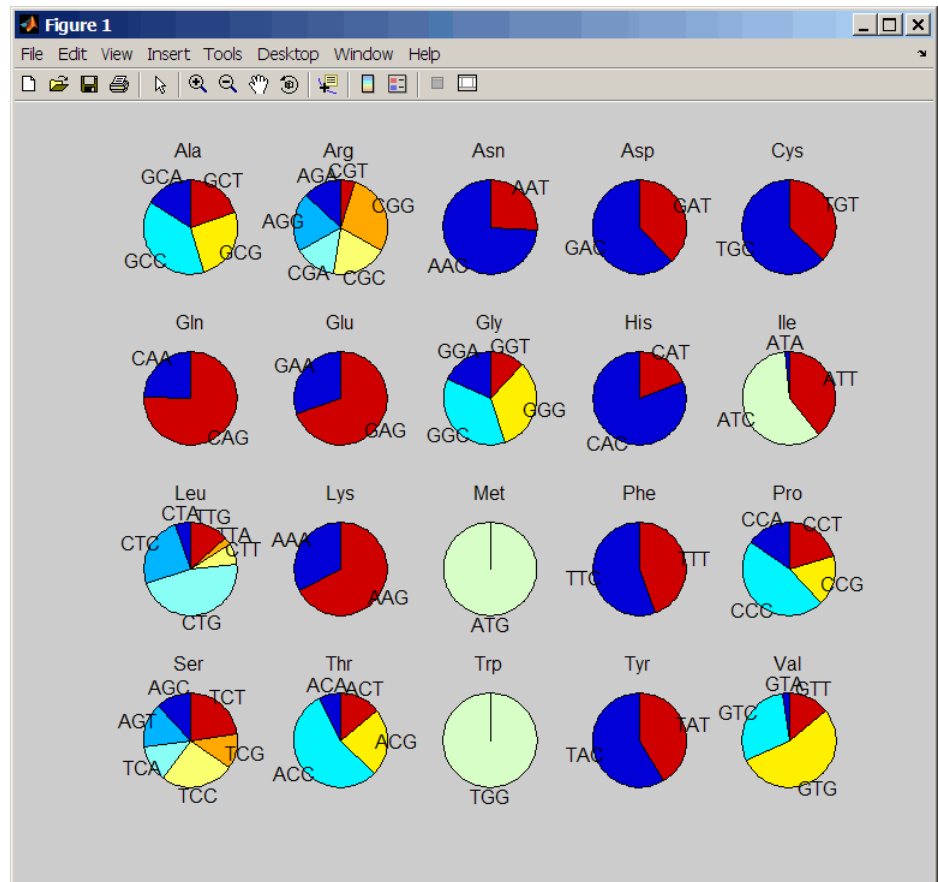 Figure 1
File Edit View Insert Tools Desktop Window Help
Ala Arg Asn Asp Cys
GCA GCT GCC GCG
AGA CGT AGG CGG CGA CGC
AAT AAC
GAT GAC
TGT TGC
Gln Glu Gly His Ile
CAA CAG
GAA GAG
GGA GGT GGC GGG
CAT CAC
ATA ATT ATC
Leu Lys Met Phe Pro
CTA TTG TTA CTT CTC CTG
AAA AAG
ATG
TTC TTT
CCA CCT CCC CCG
Ser Thr Trp Tyr Val
AGC TCT AGT TCG TCA TCC
ACA ACT ACC ACG
TGG
TAC TAT
GTA GTT GTC GTG